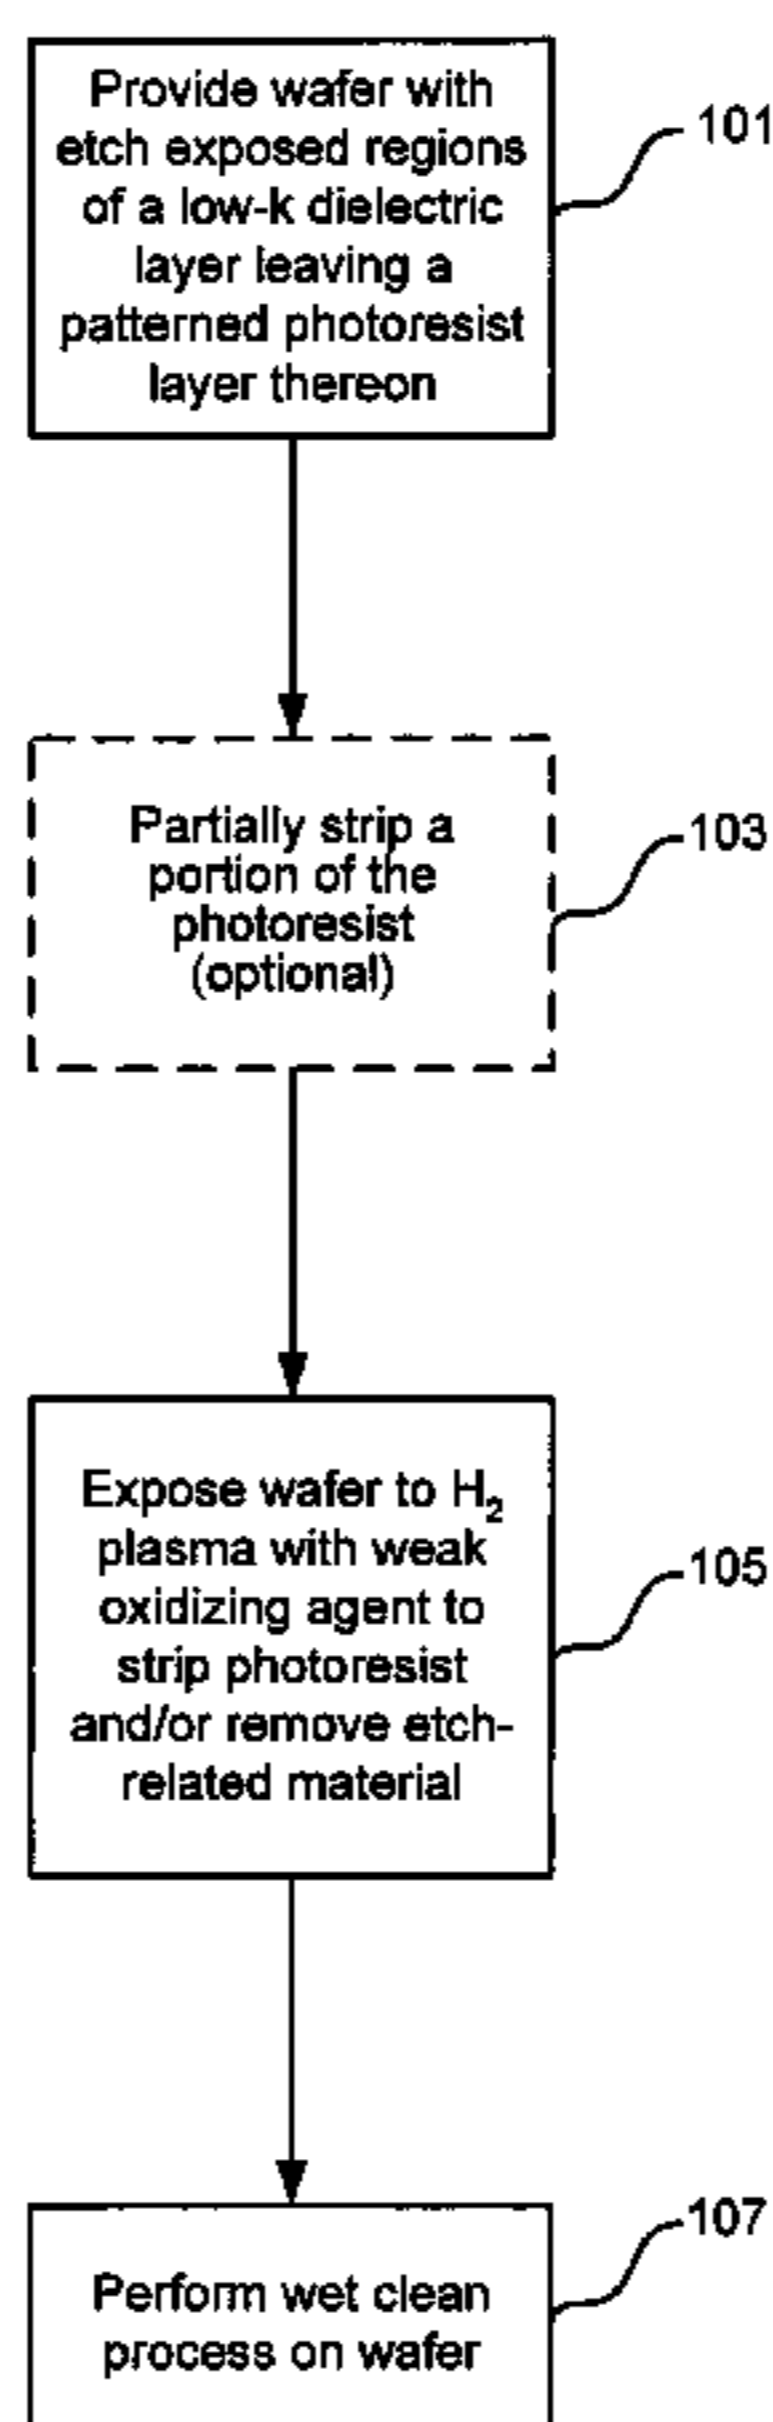 Provide wafer with
etch exposed regions
of a low-k dielectric
layer leaving a
patterned photoresist
layer thereon
101
Partially strip a
portion of the
photoresist
(optional)
103
Expose wafer to H₂
plasma with weak
oxidizing agent to
strip photoresist
and/or remove etch-
related material
105
Perform wet clean
process on wafer
107